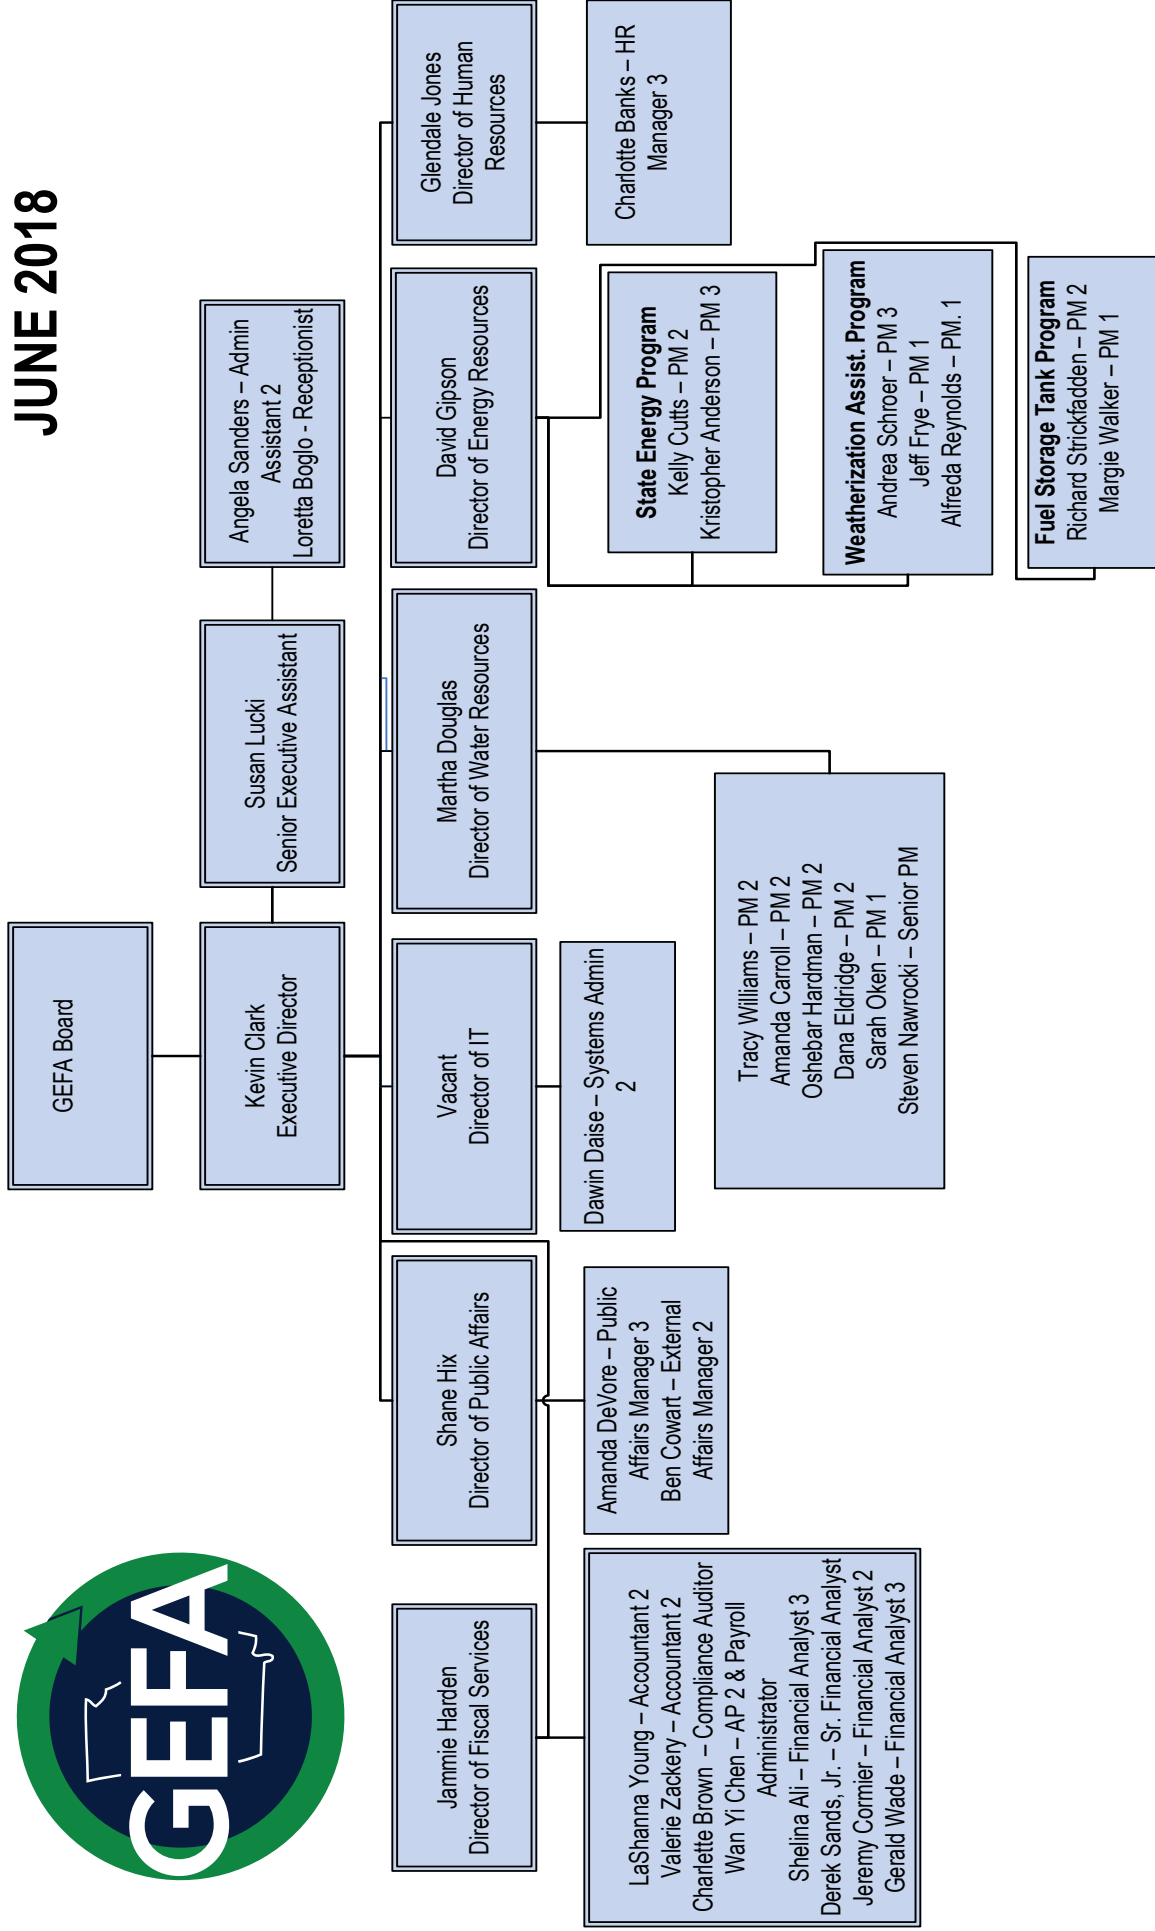 GEFA
JUNE 2018
GEFA Board
Kevin Clark
Executive Director
Susan Lucki
Senior Executive Assistant
Angela Sanders – Admin
Assistant 2
Loretta Boglo - Receptionist
Jammie Harden
Director of Fiscal Services
Shane Hix
Director of Public Affairs
Vacant
Director of IT
Martha Douglas
Director of Water Resources
David Gipson
Director of Energy Resources
Glendale Jones
Director of Human
Resources
LaShanna Young – Accountant 2
Valerie Zackery – Accountant 2
Charlette Brown – Compliance Auditor
Wan Yi Chen – AP 2 & Payroll
Administrator
Shelina Ali – Financial Analyst 3
Derek Sands, Jr. – Sr. Financial Analyst
Jeremy Cormier – Financial Analyst 2
Gerald Wade – Financial Analyst 3
Amanda DeVore – Public
Affairs Manager 3
Ben Cowart – External
Affairs Manager 2
Dawin Daise – Systems Admin
2
Tracy Williams – PM 2
Amanda Carroll – PM 2
Oshebar Hardman – PM 2
Dana Eldridge – PM 2
Sarah Oken – PM 1
Steven Nawrocki – Senior PM
State Energy Program
Kelly Cutts – PM 2
Kristopher Anderson – PM 3
Weatherization Assist. Program
Andrea Schroer – PM 3
Jeff Frye – PM 1
Alfreda Reynolds – PM. 1
Fuel Storage Tank Program
Richard Strickfadden – PM 2
Margie Walker – PM 1
Charlotte Banks – HR
Manager 3